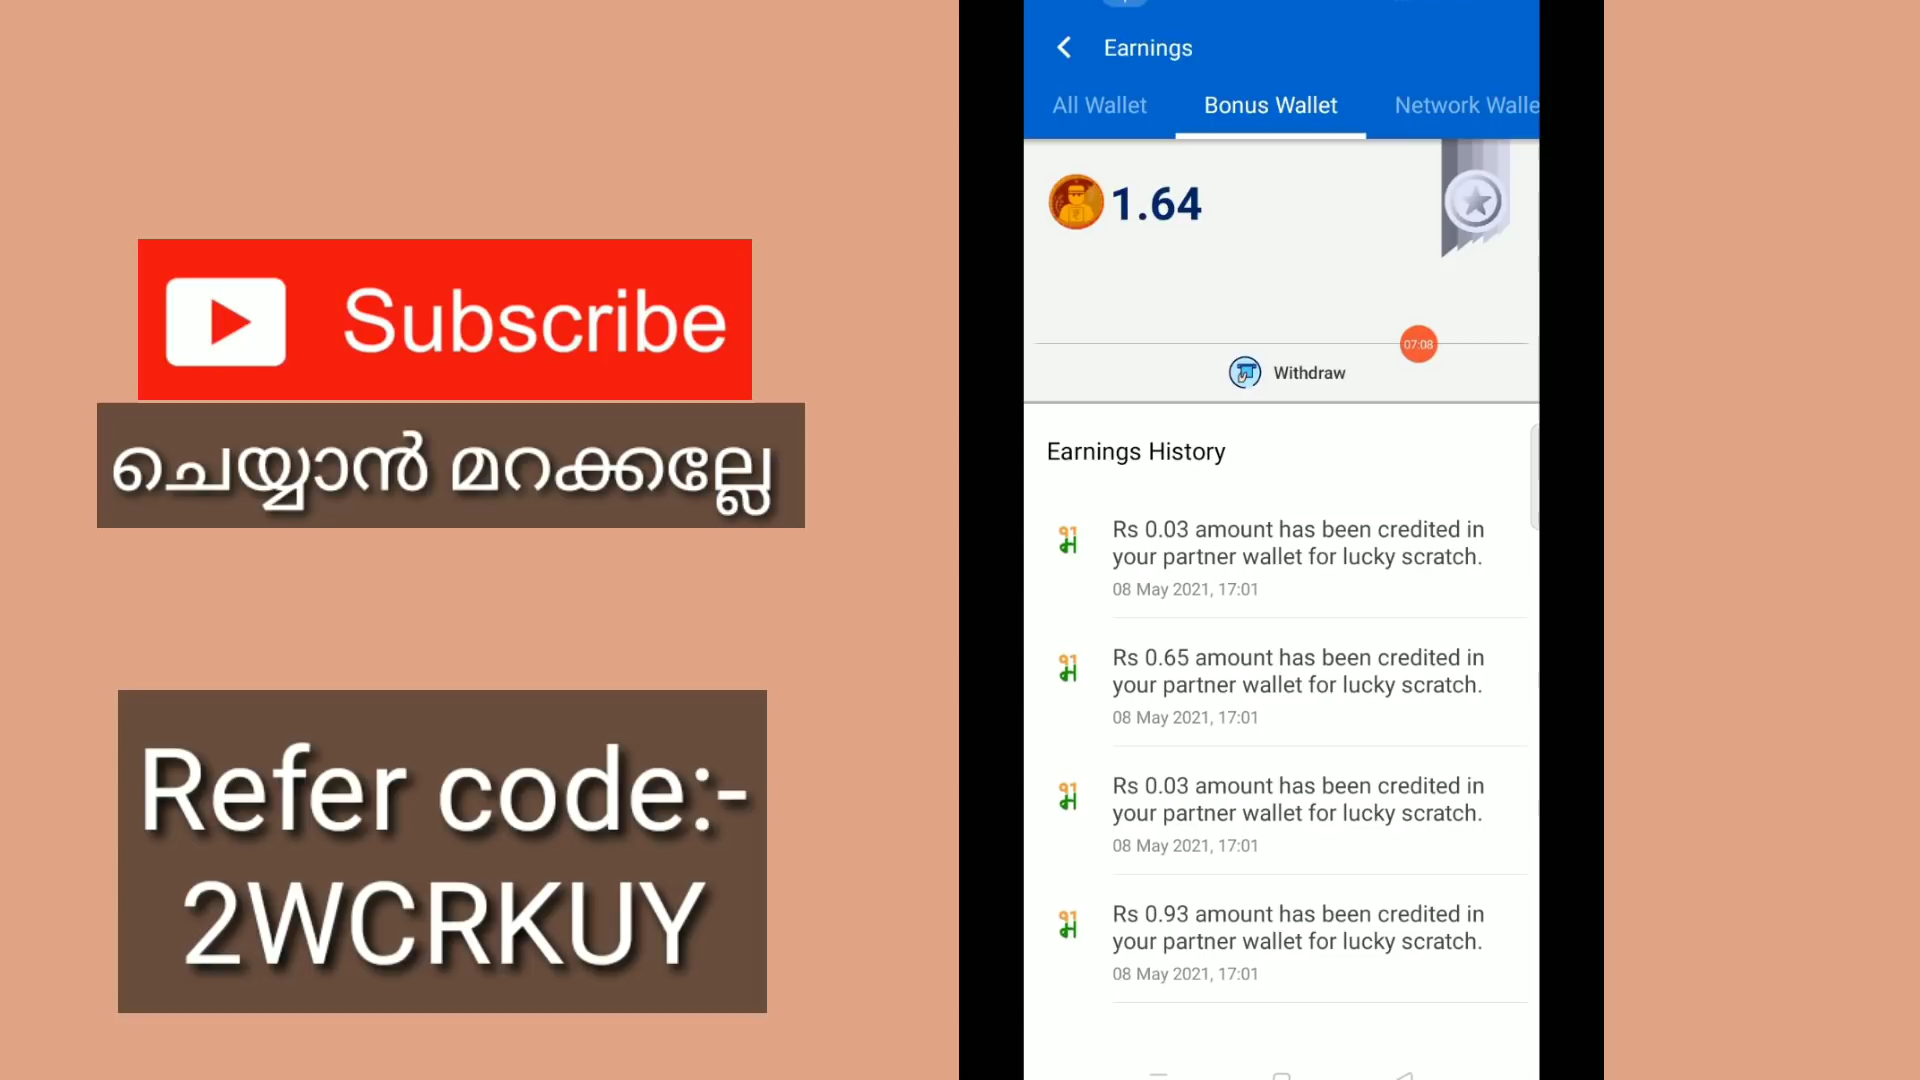 Subscribe
ചെയ്യാൻ മറക്കല്ലേ
Refer code:-
2WCRKUY
Earnings
All Wallet Bonus Wallet Network Walle
1.64
07:08
Withdraw
Earnings History
Rs 0.03 amount has been credited in
your partner wallet for lucky scratch.
08 May 2021, 17:01
Rs 0.65 amount has been credited in
your partner wallet for lucky scratch.
08 May 2021, 17:01
Rs 0.03 amount has been credited in
your partner wallet for lucky scratch.
08 May 2021, 17:01
Rs 0.93 amount has been credited in
your partner wallet for lucky scratch.
08 May 2021, 17:01